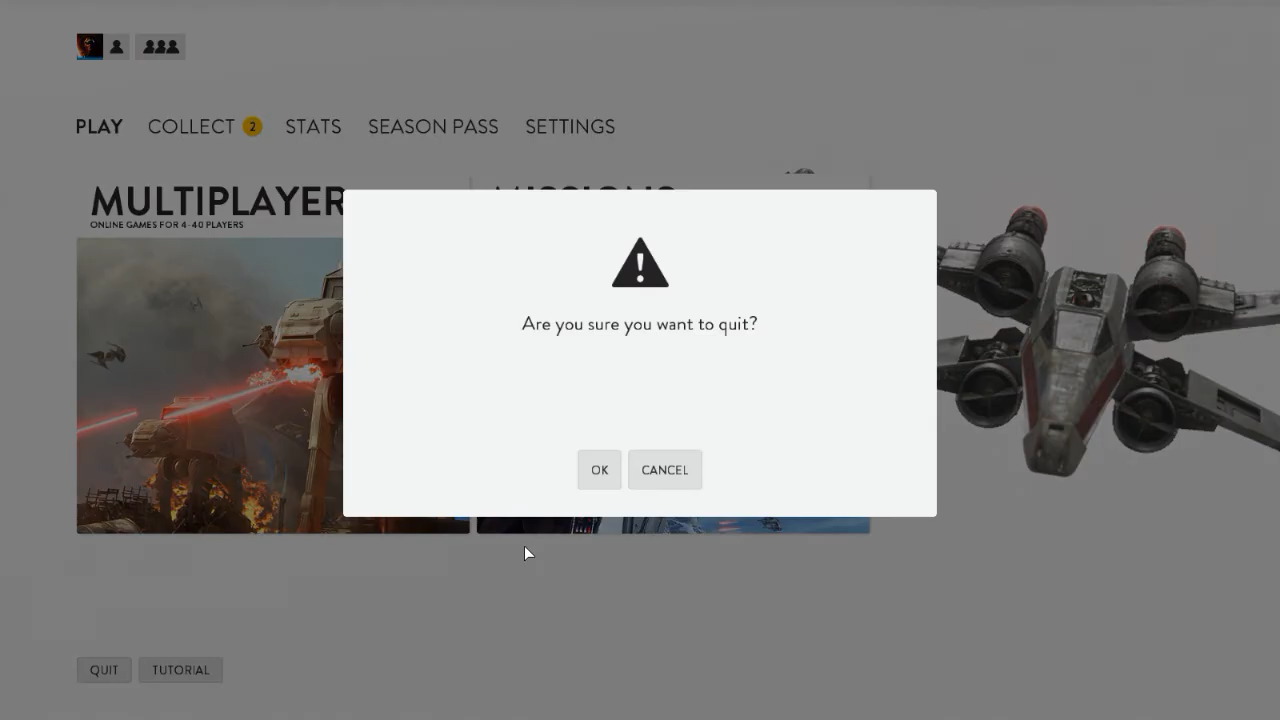 PLAY COLLECT 2 STATS SEASON PASS SETTINGS
MULTIPLAYER MISSIONS
ONLINE GAMES FOR 4-40 PLAYERS
Are you sure you want to quit?
OK CANCEL
QUIT TUTORIAL